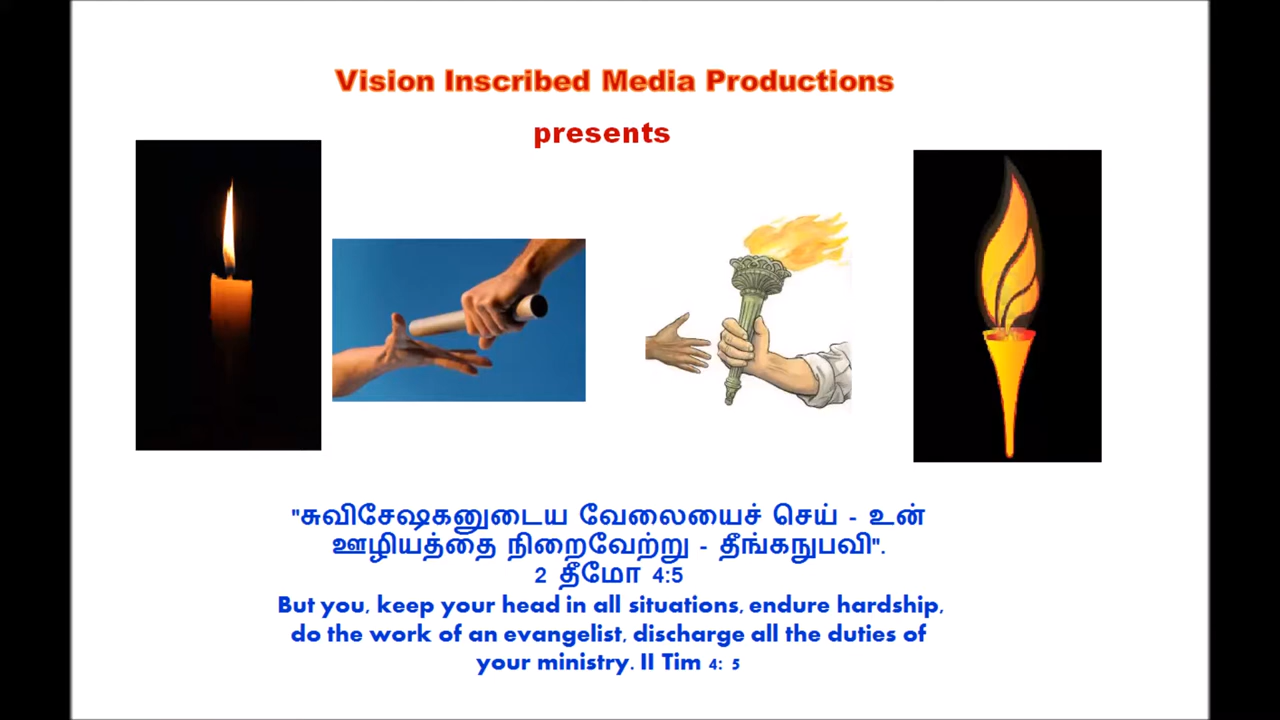 Vision Inscribed Media Productions
presents
"சுவிசேஷகனுடைய வேலையைச் செய் - உன்
ஊழியத்தை நிறைவேற்று - தீங்கநுபவி".
2 தீமோ 4:5
But you, keep your head in all situations, endure hardship,
do the work of an evangelist, discharge all the duties of
your ministry. II Tim 4: 5